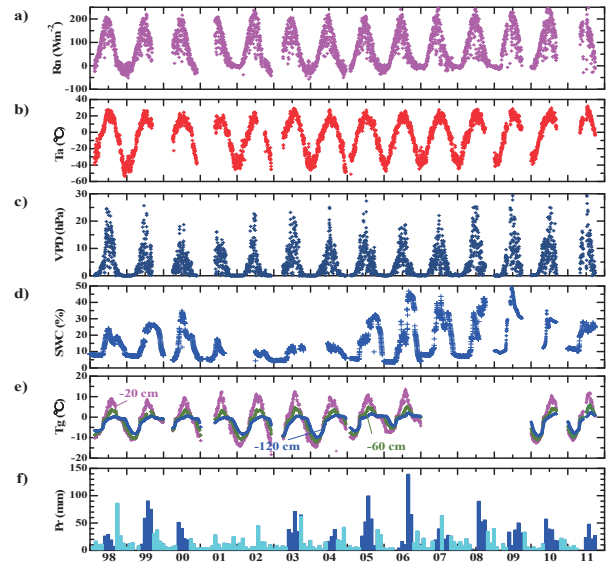 a)
Rn (Wm-2)
200
100
0
-100
b)
Ta (℃)
40
20
0
-20
-40
-60
c)
VPD (hPa)
30
20
10
0
d)
SWC (%)
50
40
30
20
10
0
e)
Tg (℃)
20
15
10
5
0
-5
-10
-15
-20 cm
-120 cm
-60 cm
f)
Pr (mm)
150
100
50
0
98 99 00 01 02 03 04 05 06 07 08 09 10 11